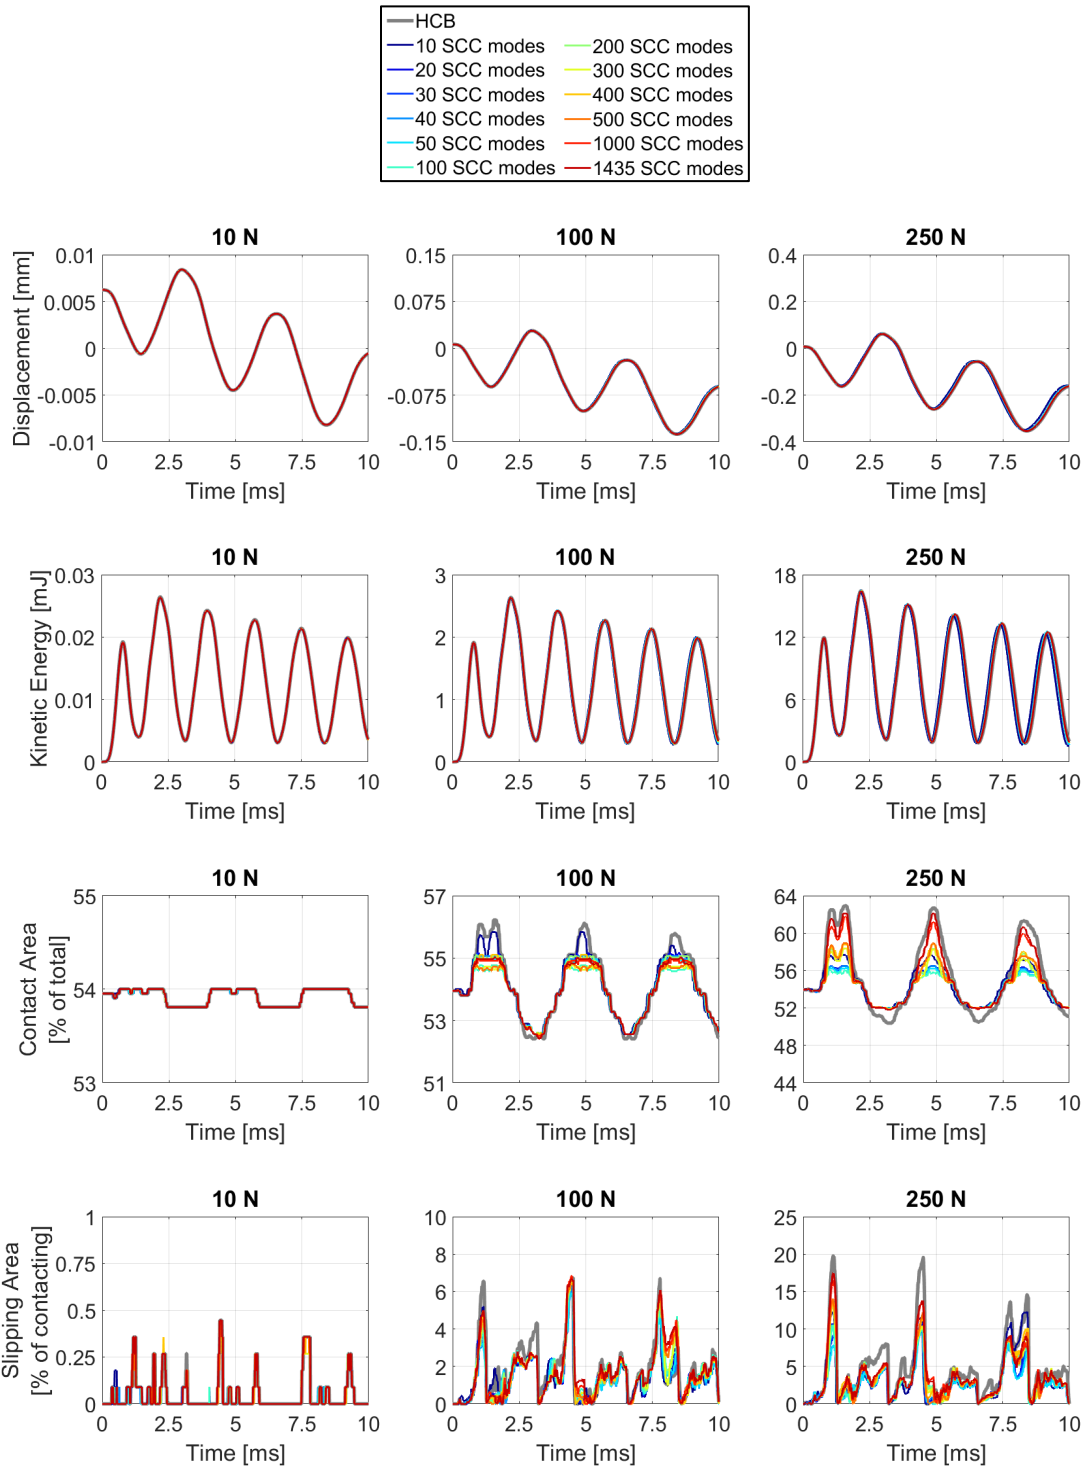 HCB
10 SCC modes 200 SCC modes
20 SCC modes 300 SCC modes
30 SCC modes 400 SCC modes
40 SCC modes 500 SCC modes
50 SCC modes 1000 SCC modes
100 SCC modes 1435 SCC modes
10 N 100 N 250 N
Displacement [mm]
0.01 0.15 0.4
0.005 0.075 0.2
0 0 0
-0.005 -0.075 -0.2
-0.01 -0.15 -0.4
0 2.5 5 7.5 10 0 2.5 5 7.5 10 0 2.5 5 7.5 10
Time [ms] Time [ms] Time [ms]
10 N 100 N 250 N
Kinetic Energy [mJ]
0.03 3 18
0.02 2 12
0.01 1 6
0 0 0
0 2.5 5 7.5 10 0 2.5 5 7.5 10 0 2.5 5 7.5 10
Time [ms] Time [ms] Time [ms]
10 N 100 N 250 N
Contact Area
[% of total]
55 57 64
60
54 55 56
53 52
48
53 51 44
0 2.5 5 7.5 10 0 2.5 5 7.5 10 0 2.5 5 7.5 10
Time [ms] Time [ms] Time [ms]
10 N 100 N 250 N
Slipping Area
[% of contacting]
1 10 25
0.75 8 20
0.5 6 15
0.25 4 10
0 2 5
0 0
0 2.5 5 7.5 10 0 2.5 5 7.5 10 0 2.5 5 7.5 10
Time [ms] Time [ms] Time [ms]